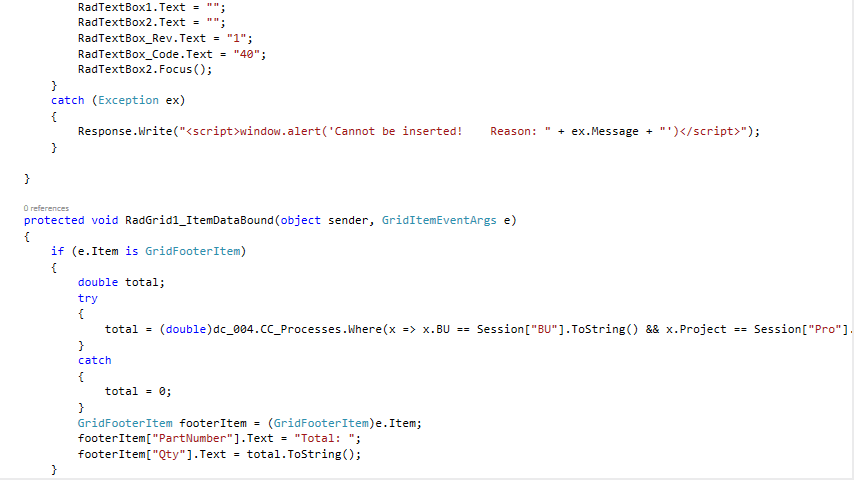 RadTextBox1.Text = "";
RadTextBox2.Text = "";
RadTextBox_Rev.Text = "1";
RadTextBox_Code.Text = "40";
RadTextBox2.Focus();
}
catch (Exception ex)
{
Response.Write("<script>window.alert('Cannot be inserted!    Reason: " + ex.Message + "')</script>");
}
}
0 references
protected void RadGrid1_ItemDataBound(object sender, GridItemEventArgs e)
{
if (e.Item is GridFooterItem)
{
double total;
try
{
total = (double)dc_004.CC_Processes.Where(x => x.BU == Session["BU"].ToString() && x.Project == Session["Pro"].
}
catch
{
total = 0;
}
GridFooterItem footerItem = (GridFooterItem)e.Item;
footerItem["PartNumber"].Text = "Total: ";
footerItem["Qty"].Text = total.ToString();
}